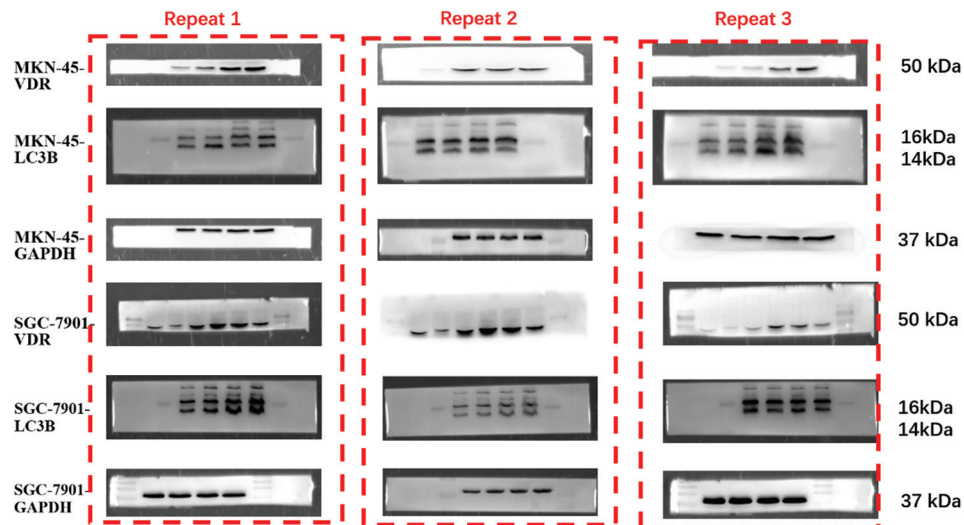 Repeat 1
Repeat 2
Repeat 3
MKN-45-
VDR
50 kDa
MKN-45-
LC3B
16kDa
14kDa
MKN-45-
GAPDH
37 kDa
SGC-7901-
VDR
50 kDa
SGC-7901-
LC3B
16kDa
14kDa
SGC-7901-
GAPDH
37 kDa